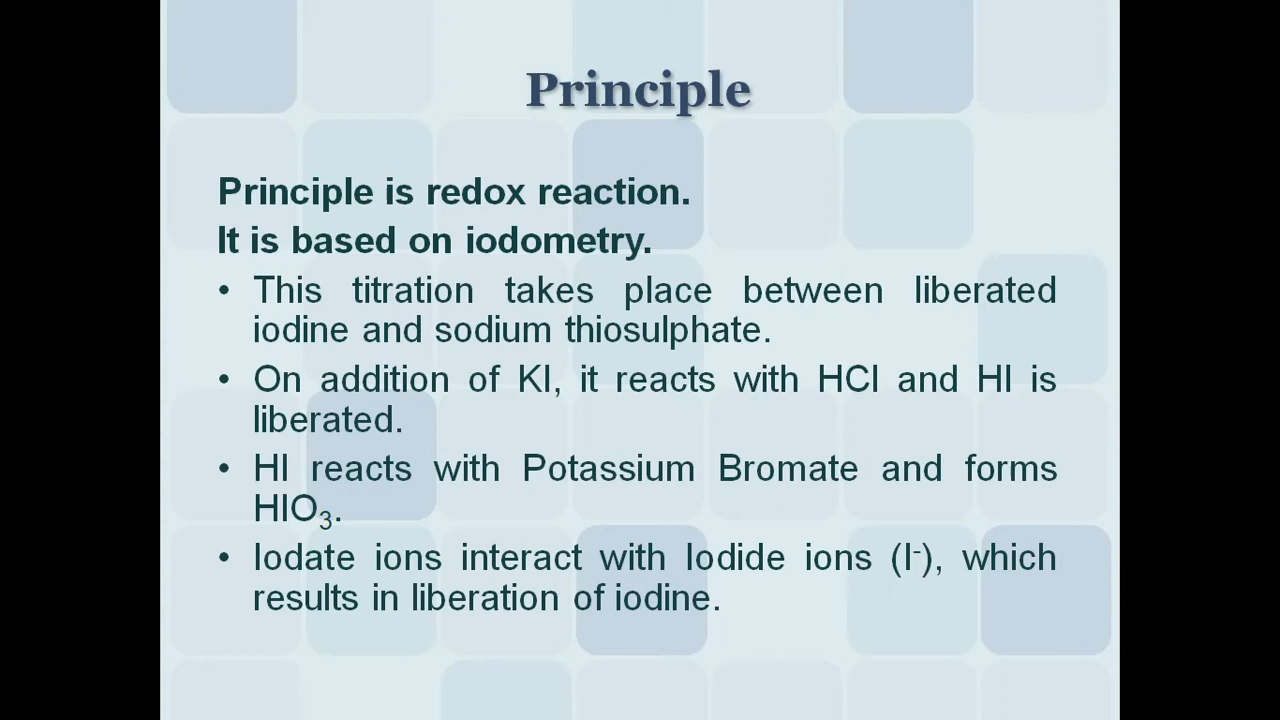 Principle
Principle is redox reaction.
It is based on iodometry.
• This titration takes place between liberated
iodine and sodium thiosulphate.
• On addition of KI, it reacts with HCl and HI is
liberated.
• HI reacts with Potassium Bromate and forms
HIO₃.
• Iodate ions interact with Iodide ions (I⁻), which
results in liberation of iodine.